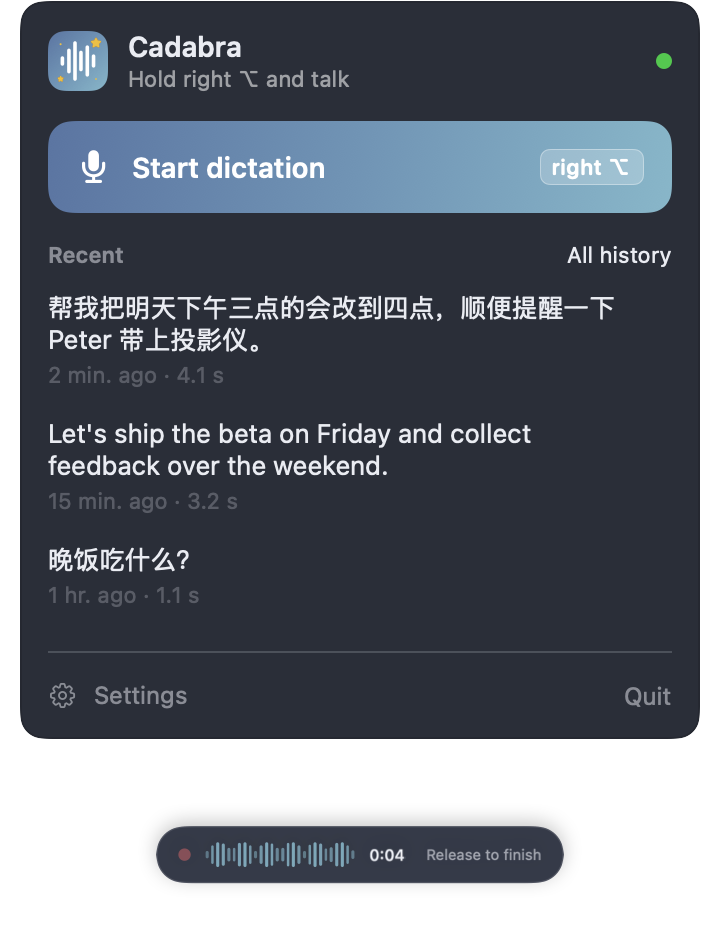 Cadabra
Hold right ⌥ and talk
Start dictation
right ⌥
Recent
All history
帮我把明天下午三点的会改到四点，顺便提醒一下
Peter 带上投影仪。
2 min. ago · 4.1 s
Let's ship the beta on Friday and collect
feedback over the weekend.
15 min. ago · 3.2 s
晚饭吃什么？
1 hr. ago · 1.1 s
Settings
Quit
0:04
Release to finish